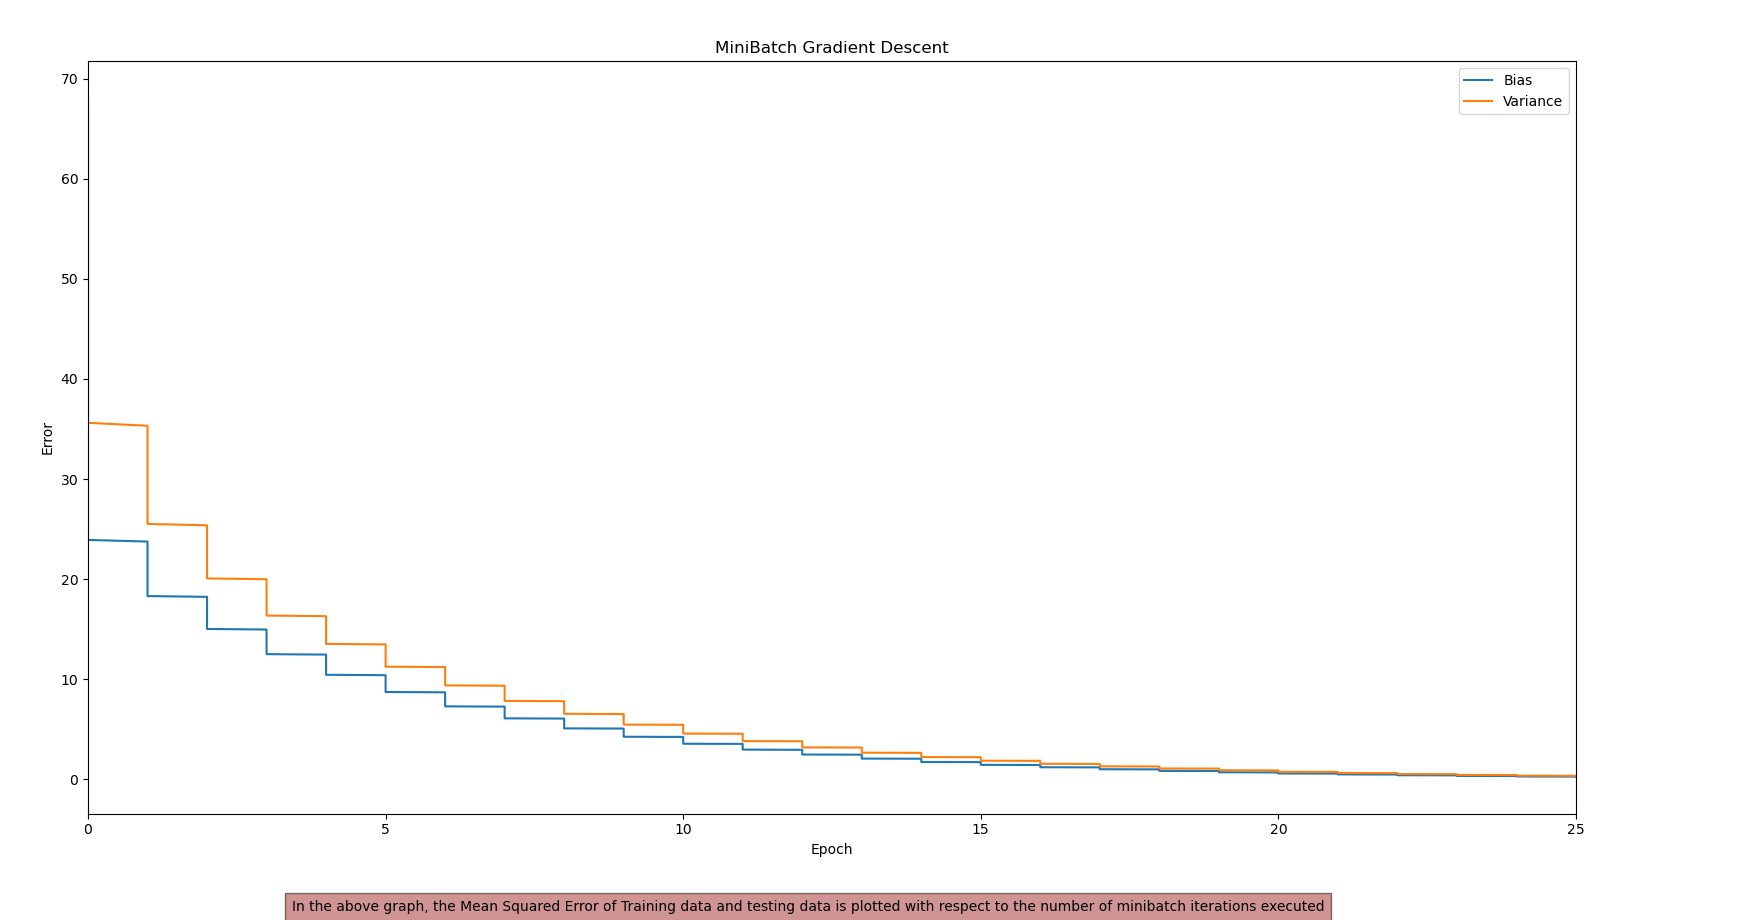 MiniBatch Gradient Descent
Bias
Variance
70
60
50
40
30
20
10
0
Error
0 5 10 15 20 25
Epoch
In the above graph, the Mean Squared Error of Training data and testing data is plotted with respect to the number of minibatch iterations executed